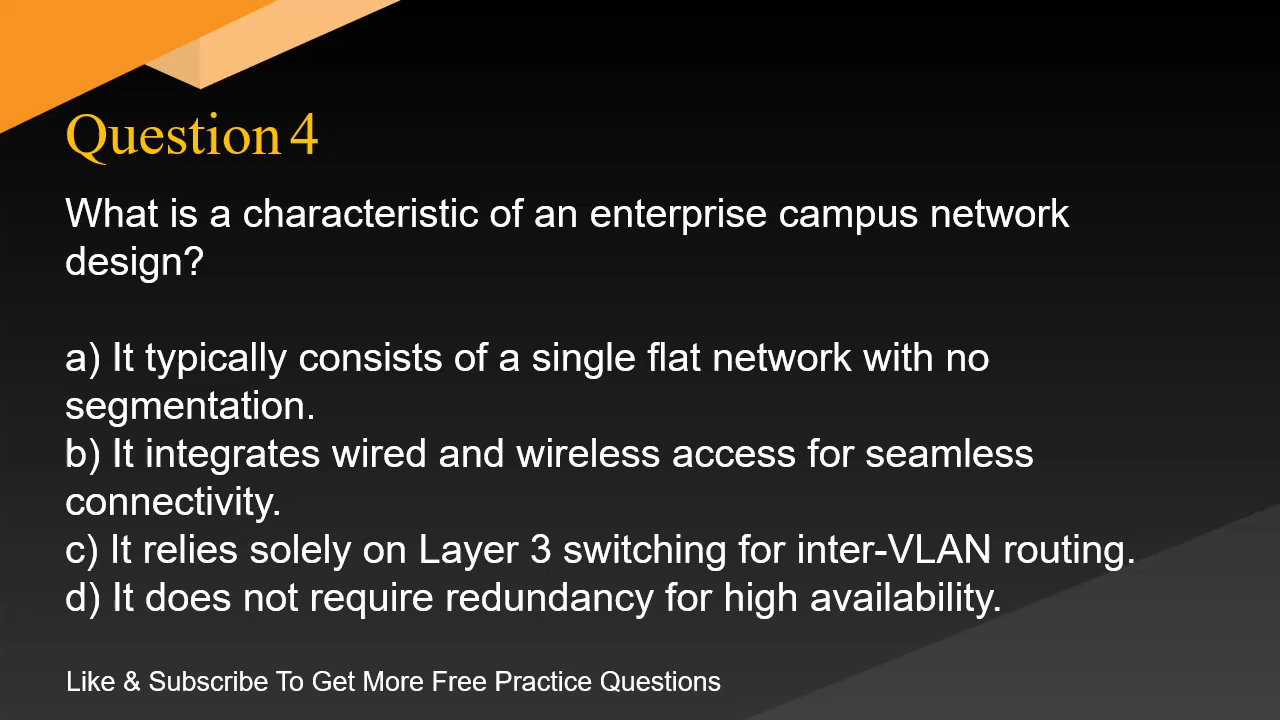 Question 4
What is a characteristic of an enterprise campus network
design?
a) It typically consists of a single flat network with no
segmentation.
b) It integrates wired and wireless access for seamless
connectivity.
c) It relies solely on Layer 3 switching for inter-VLAN routing.
d) It does not require redundancy for high availability.
Like & Subscribe To Get More Free Practice Questions